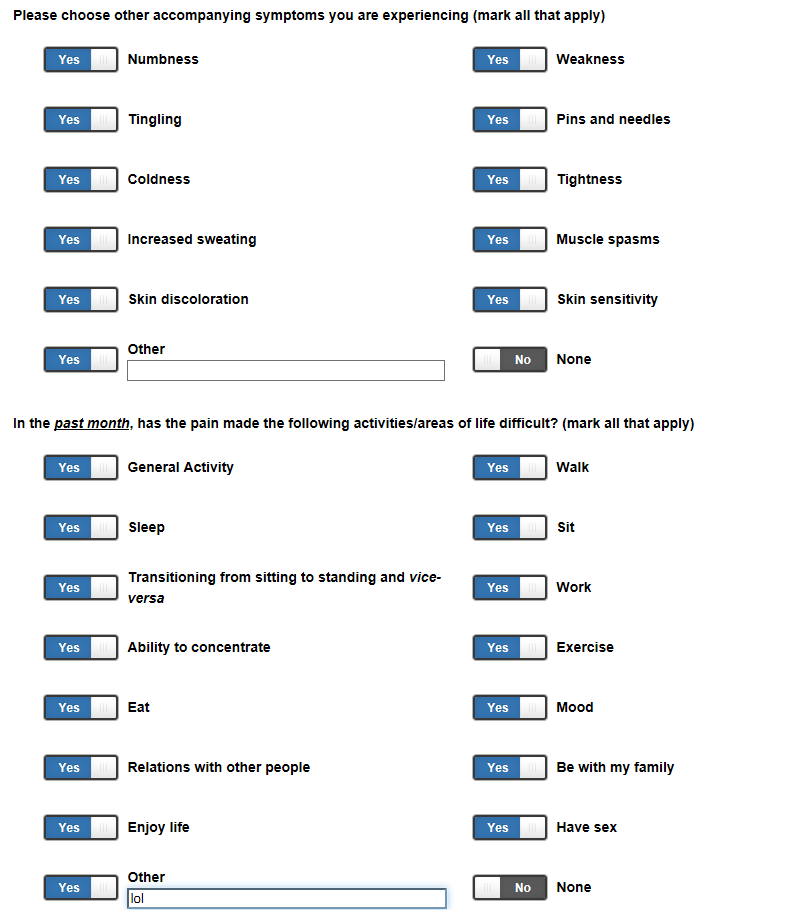 Please choose other accompanying symptoms you are experiencing (mark all that apply)
Yes Numbness Yes Weakness
Yes Tingling Yes Pins and needles
Yes Coldness Yes Tightness
Yes Increased sweating Yes Muscle spasms
Yes Skin discoloration Yes Skin sensitivity
Other
Yes No None
In the past month, has the pain made the following activities/areas of life difficult? (mark all that apply)
Yes General Activity Yes Walk
Yes Sleep Yes Sit
Yes Transitioning from sitting to standing and vice-
versa Yes Work
Yes Ability to concentrate Yes Exercise
Yes Eat Yes Mood
Yes Relations with other people Yes Be with my family
Yes Enjoy life Yes Have sex
Other
Yes No None
lol